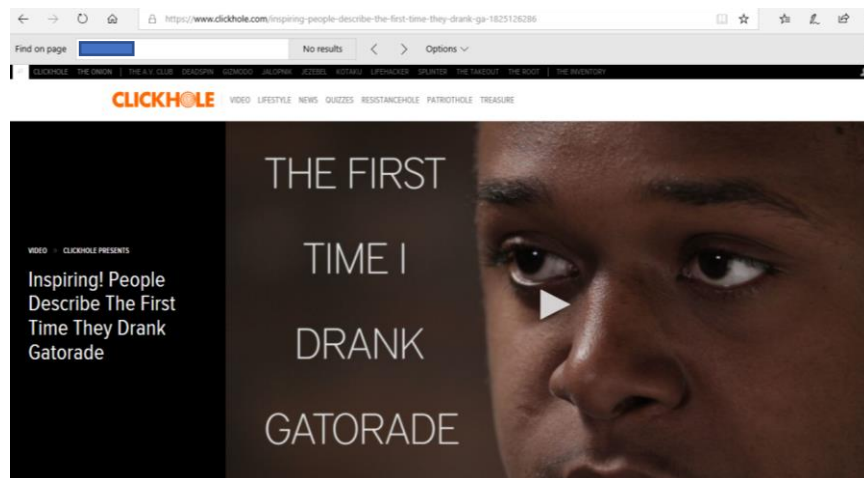 https://www.clickhole.com/inspiring-people-describe-the-first-time-they-drank-ga-1825126286
Find on page No results Options
CLICKHOLE THE ONION | THE A.V. CLUB DEADSPIN GIZMODO JALOPNIK JEZEBEL KOTAKU LIFEHACKER SPLINTER THE TAKEOUT THE ROOT | THE INVENTORY
CLICKHOLE VIDEO LIFESTYLE NEWS QUIZZES RESISTANCEHOLE PATRIOTHOLE TREASURE
VIDEO CLICKHOLE PRESENTS
Inspiring! People
Describe The First
Time They Drank
Gatorade
THE FIRST
TIME I
DRANK
GATORADE